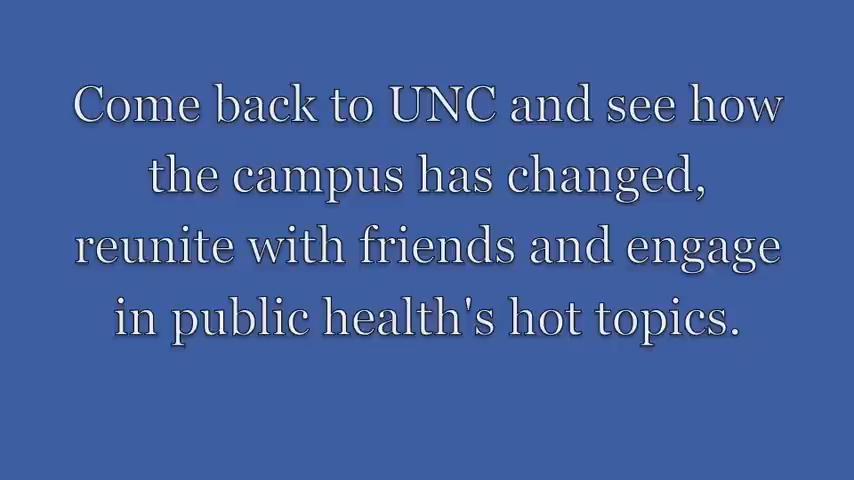 Come back to UNC and see how
the campus has changed,
reunite with friends and engage
in public health's hot topics.